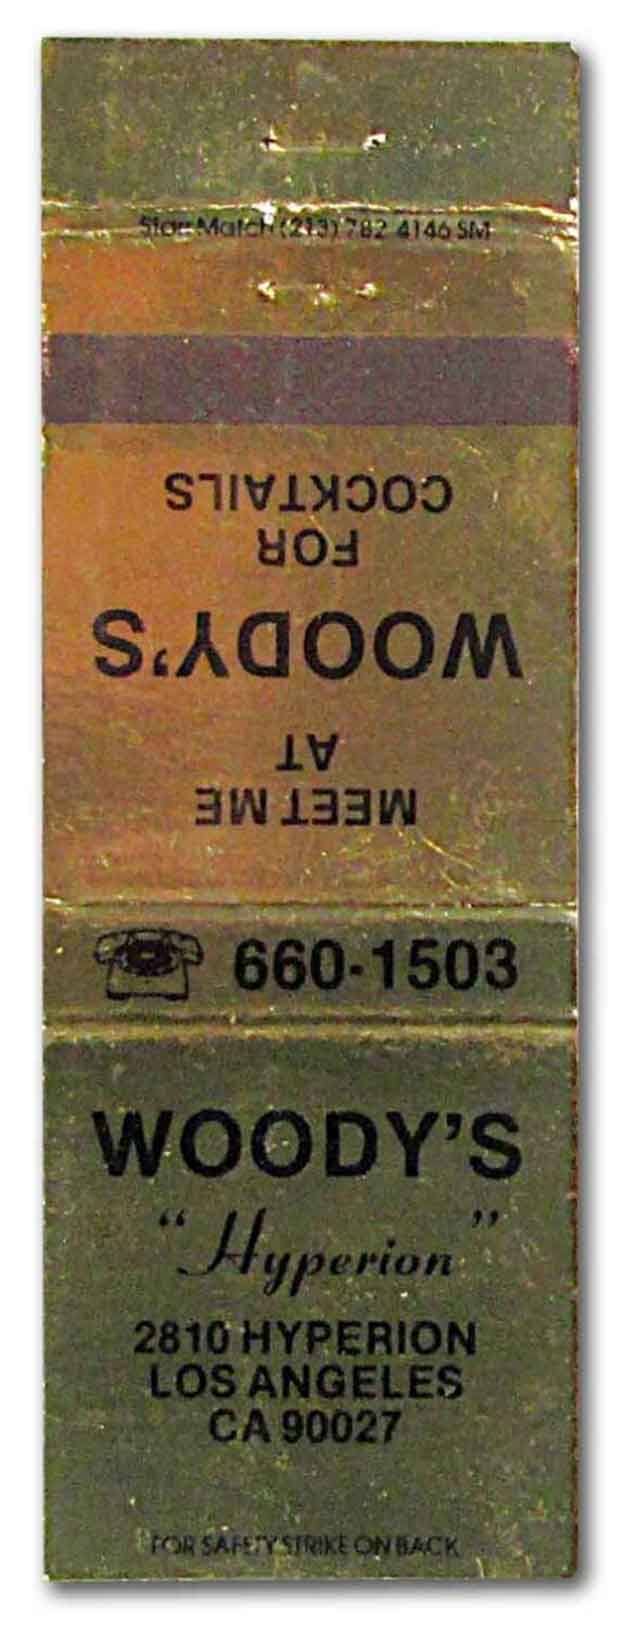 Star Match (213) 782 4146 SM
MEET ME
AT
WOODY'S
FOR
COCKTAILS
660-1503
WOODY'S
"Hyperion"
2810 HYPERION
LOS ANGELES
CA 90027
FOR SAFETY STRIKE ON BACK